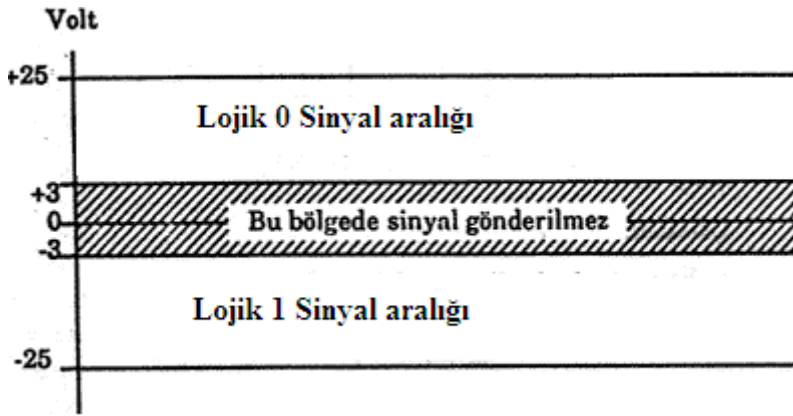 Volt
+25
Lojik 0 Sinyal aralığı
+3
0
Bu bölgede sinyal gönderilmez
-3
Lojik 1 Sinyal aralığı
-25